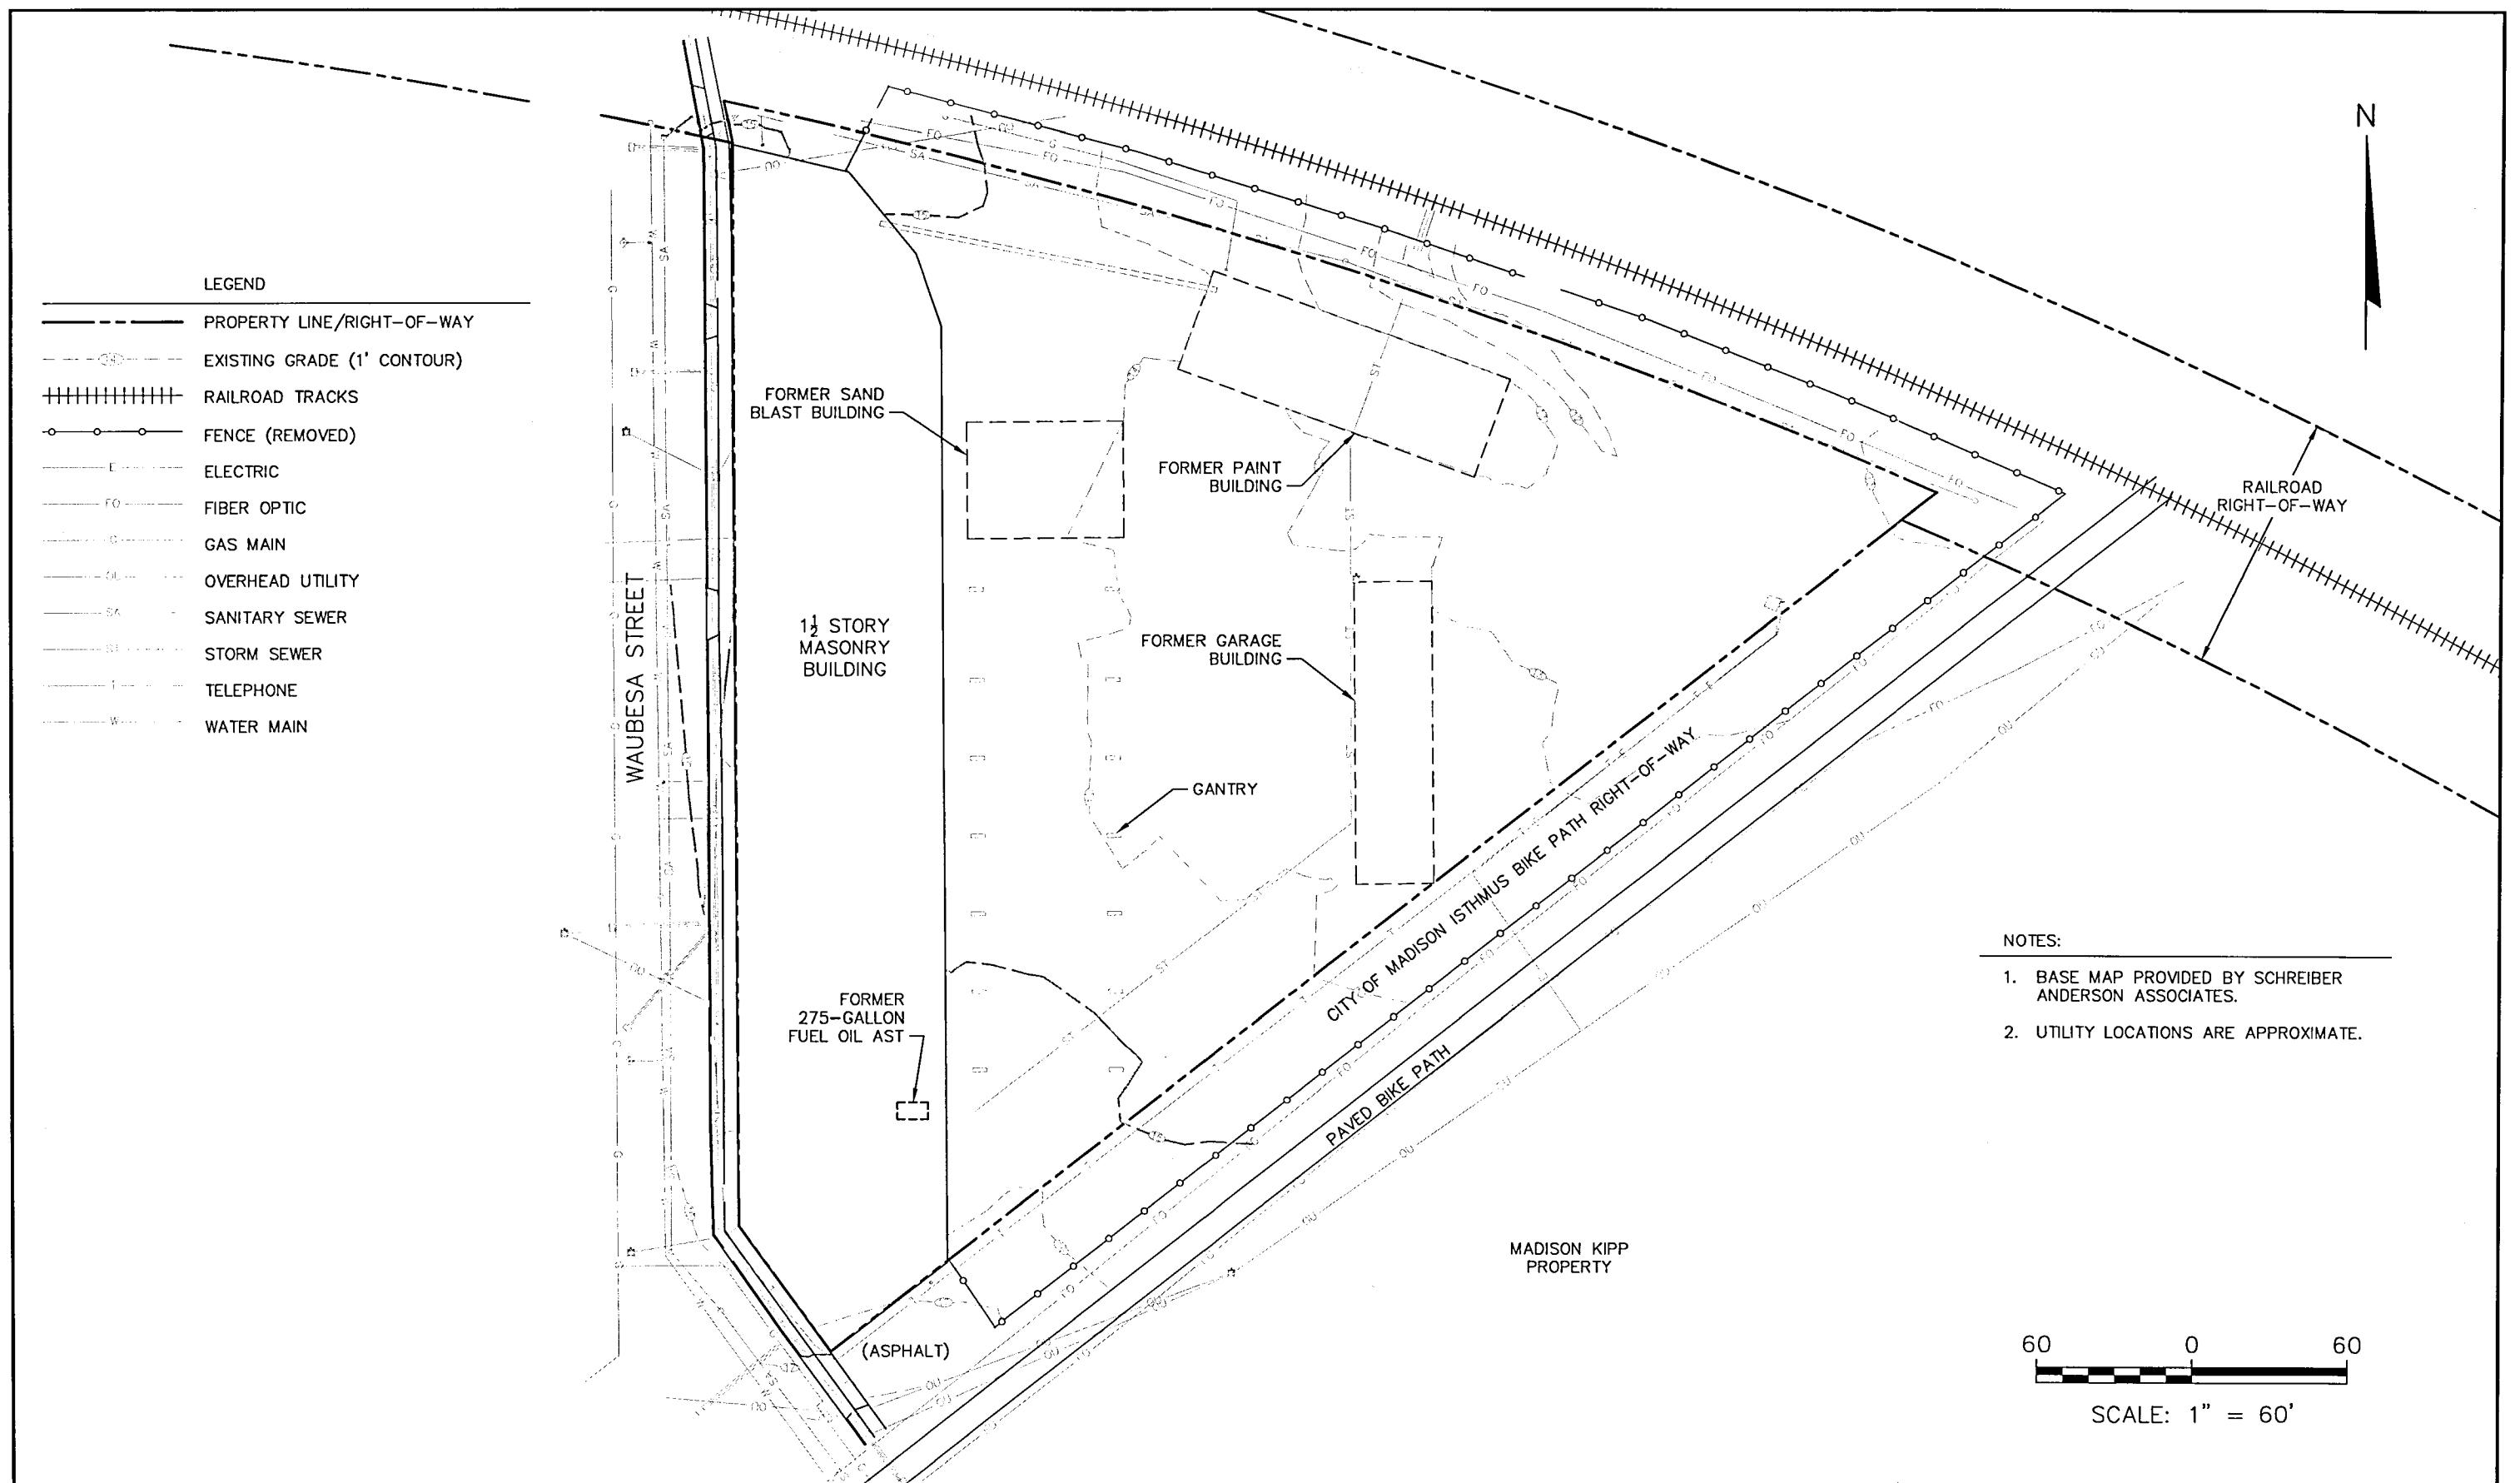 N
LEGEND
PROPERTY LINE/RIGHT-OF-WAY
EXISTING GRADE (1' CONTOUR)
RAILROAD TRACKS
FENCE (REMOVED)
E ELECTRIC
FO FIBER OPTIC
G GAS MAIN
OU OVERHEAD UTILITY
SA SANITARY SEWER
ST STORM SEWER
T TELEPHONE
W WATER MAIN
WAUBESA STREET
FORMER SAND
BLAST BUILDING
FORMER PAINT
BUILDING
RAILROAD
RIGHT-OF-WAY
1½ STORY
MASONRY
BUILDING
FORMER GARAGE
BUILDING
GANTRY
CITY OF MADISON ISTHMUS BIKE PATH RIGHT-OF-WAY
FORMER
275-GALLON
FUEL OIL AST
PAVED BIKE PATH
(ASPHALT)
MADISON KIPP
PROPERTY
NOTES:
1. BASE MAP PROVIDED BY SCHREIBER
ANDERSON ASSOCIATES.
2. UTILITY LOCATIONS ARE APPROXIMATE.
60 0 60
SCALE: 1" = 60'